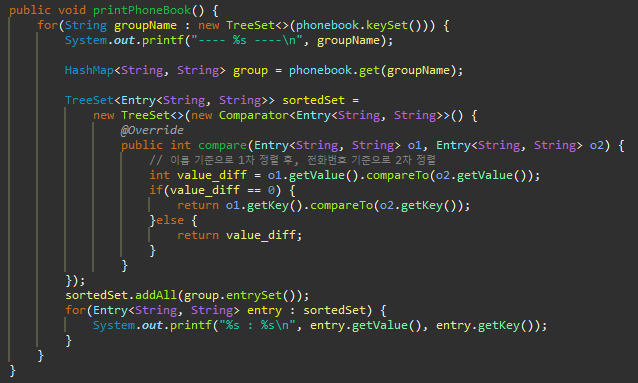 public void printPhoneBook() {
    for(String groupName : new TreeSet<>(phonebook.keySet())) {
        System.out.printf("---- %s ----\n", groupName);

        HashMap<String, String> group = phonebook.get(groupName);

        TreeSet<Entry<String, String>> sortedSet =
            new TreeSet<>(new Comparator<Entry<String, String>>() {
                @Override
                public int compare(Entry<String, String> o1, Entry<String, String> o2) {
                    // 이름 기준으로 1차 정렬 후, 전화번호 기준으로 2차 정렬
                    int value_diff = o1.getValue().compareTo(o2.getValue());
                    if(value_diff == 0) {
                        return o1.getKey().compareTo(o2.getKey());
                    }else {
                        return value_diff;
                    }
                }
        });
        sortedSet.addAll(group.entrySet());
        for(Entry<String, String> entry : sortedSet) {
            System.out.printf("%s : %s\n", entry.getValue(), entry.getKey());
        }
    }
}